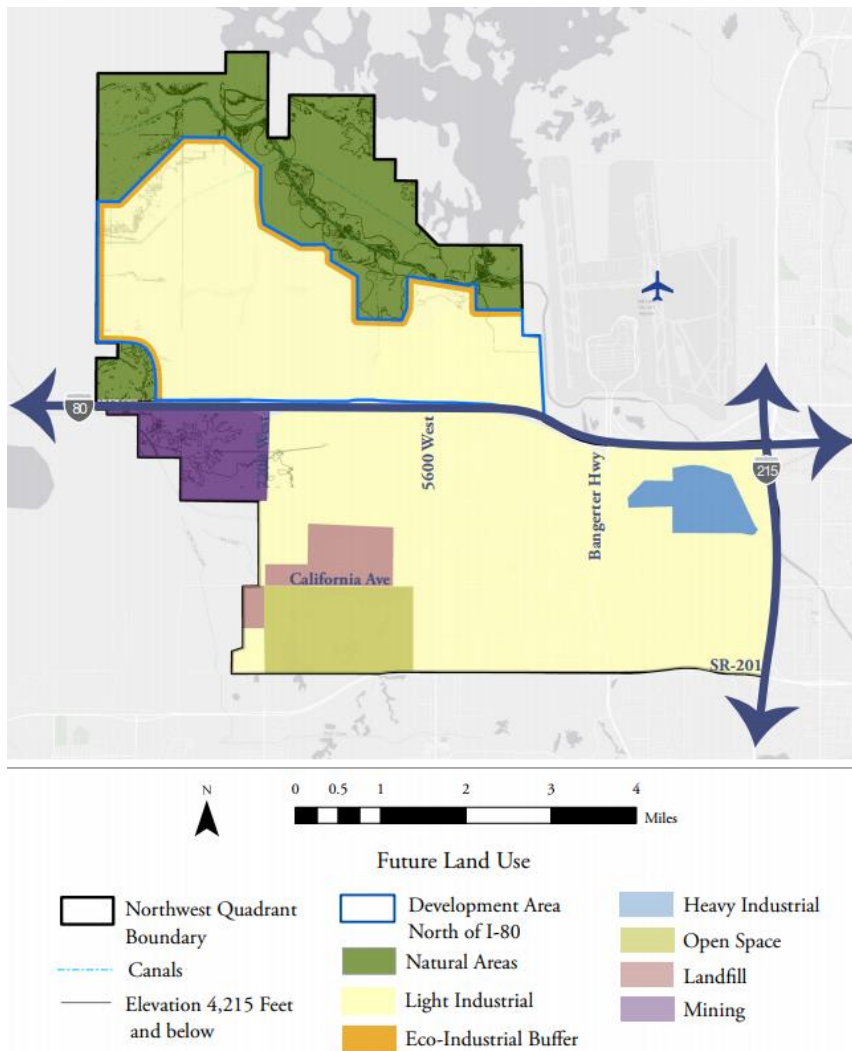 80
7200 West
5600 West
Bangerter Hwy
215
California Ave
SR-201
N
0 0.5 1 2 3 4
Miles
Future Land Use
Northwest Quadrant
Boundary
Canals
Elevation 4,215 Feet
and below
Development Area
North of I-80
Natural Areas
Light Industrial
Eco-Industrial Buffer
Heavy Industrial
Open Space
Landfill
Mining